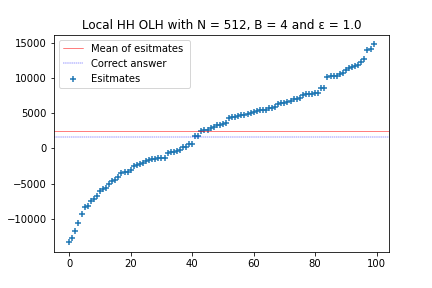 Local HH OLH with N = 512, B = 4 and ε = 1.0
Mean of esitmates
Correct answer
Esitmates
15000
10000
5000
0
−5000
−10000
0 20 40 60 80 100